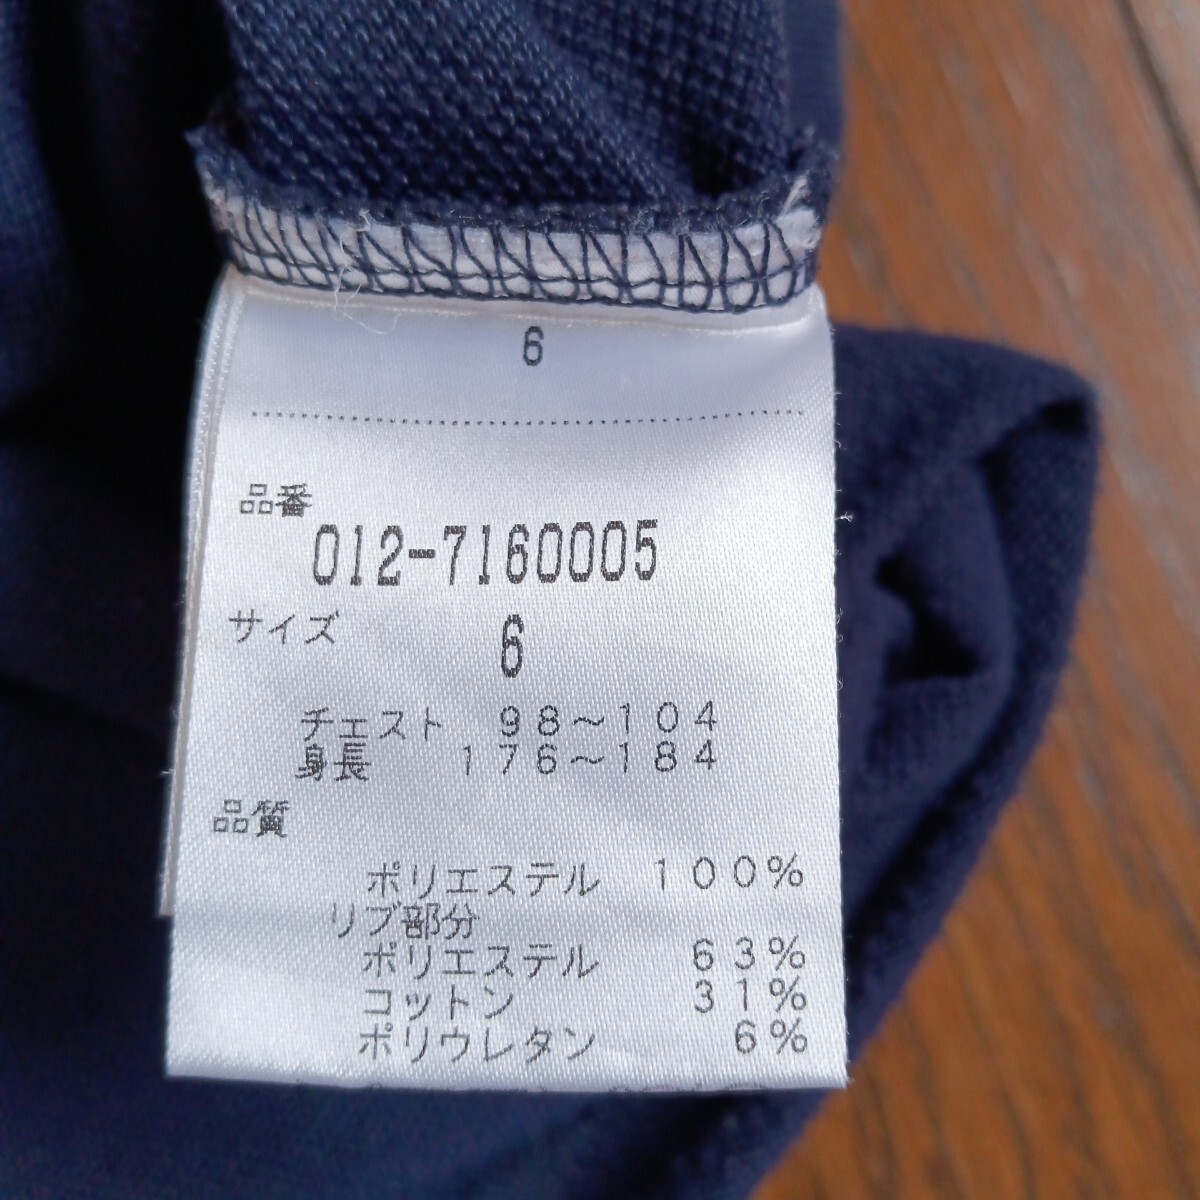 6
品番
012-7160005
サイズ 6
チェスト 98～104
身長 176～184
品質
ポリエステル 100%
リブ部分
ポリエステル 63%
コットン 31%
ポリウレタン 6%